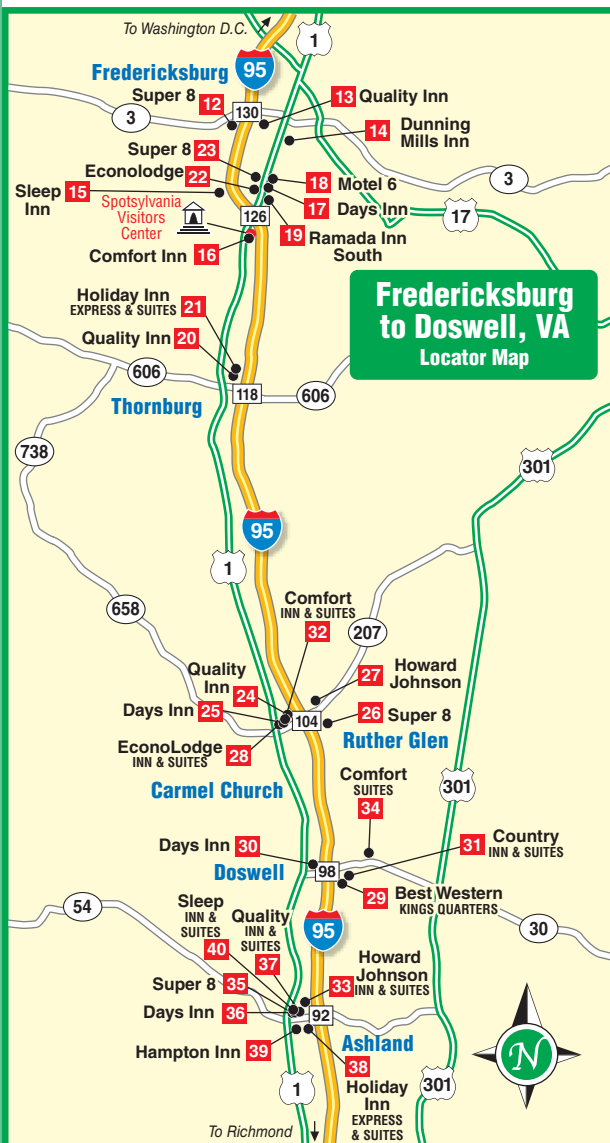 To Washington D.C.
1
95
Fredericksburg
Super 8
12
130
13 Quality Inn
3
14 Dunning
Mills Inn
Super 8 23
Econolodge
22
18 Motel 6
3
Sleep 15
Inn
Spotsylvania
Visitors
Center
17 Days Inn
17
126
19 Ramada Inn
South
Comfort Inn 16
Fredericksburg
to Doswell, VA
Locator Map
Holiday Inn
EXPRESS & SUITES 21
Quality Inn 20
606
118
606
Thornburg
738
301
95
1
658
Comfort
INN & SUITES
32
207
Quality
Inn 24
27 Howard
Johnson
Days Inn 25
104
26 Super 8
EconoLodge
INN & SUITES
28
Ruther Glen
Carmel Church
Comfort
SUITES
34
301
Days Inn 30
31 Country
INN & SUITES
98
Doswell
29 Best Western
KINGS QUARTERS
54
Sleep
INN &
SUITES
40
Quality
INN &
SUITES
37
95
30
Howard
Johnson
INN & SUITES
33
Super 8 35
Days Inn 36
92
Hampton Inn 39
Ashland
38
Holiday
Inn
EXPRESS
& SUITES
N
1
301
To Richmond